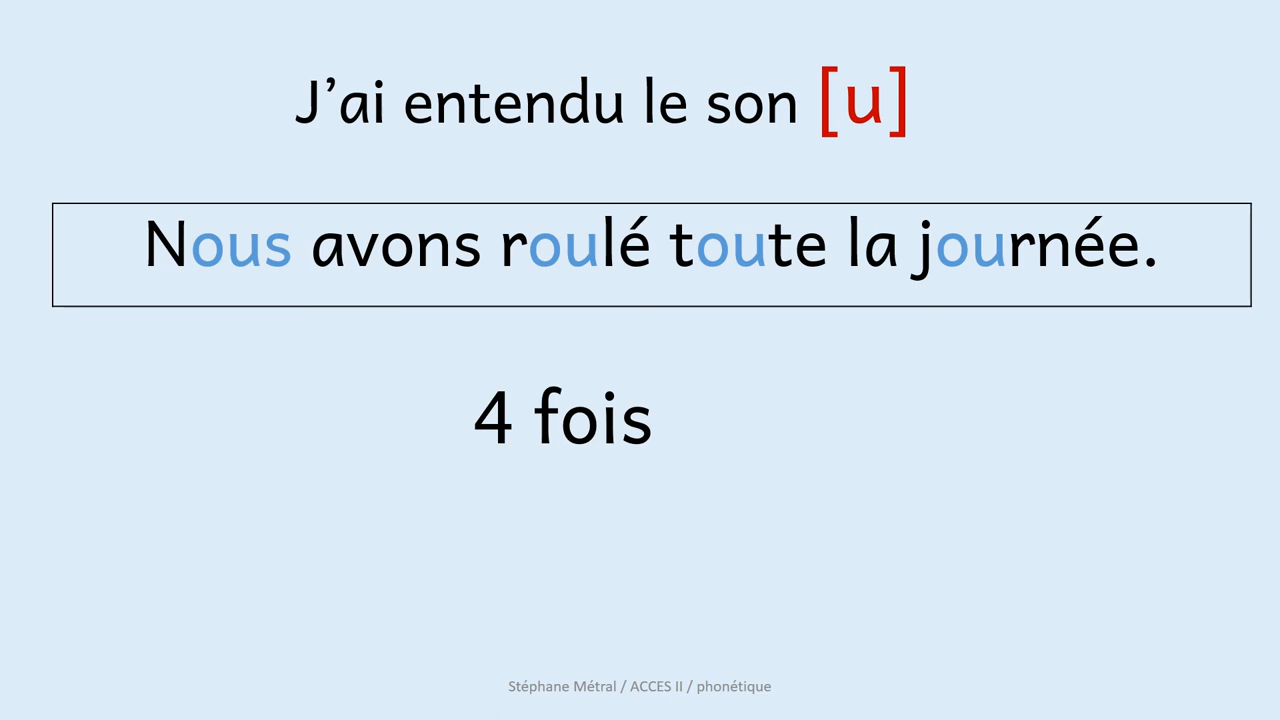 J’ai entendu le son [u]
Nous avons roulé toute la journée.
4 fois
Stéphane Métral / ACCES II / phonétique